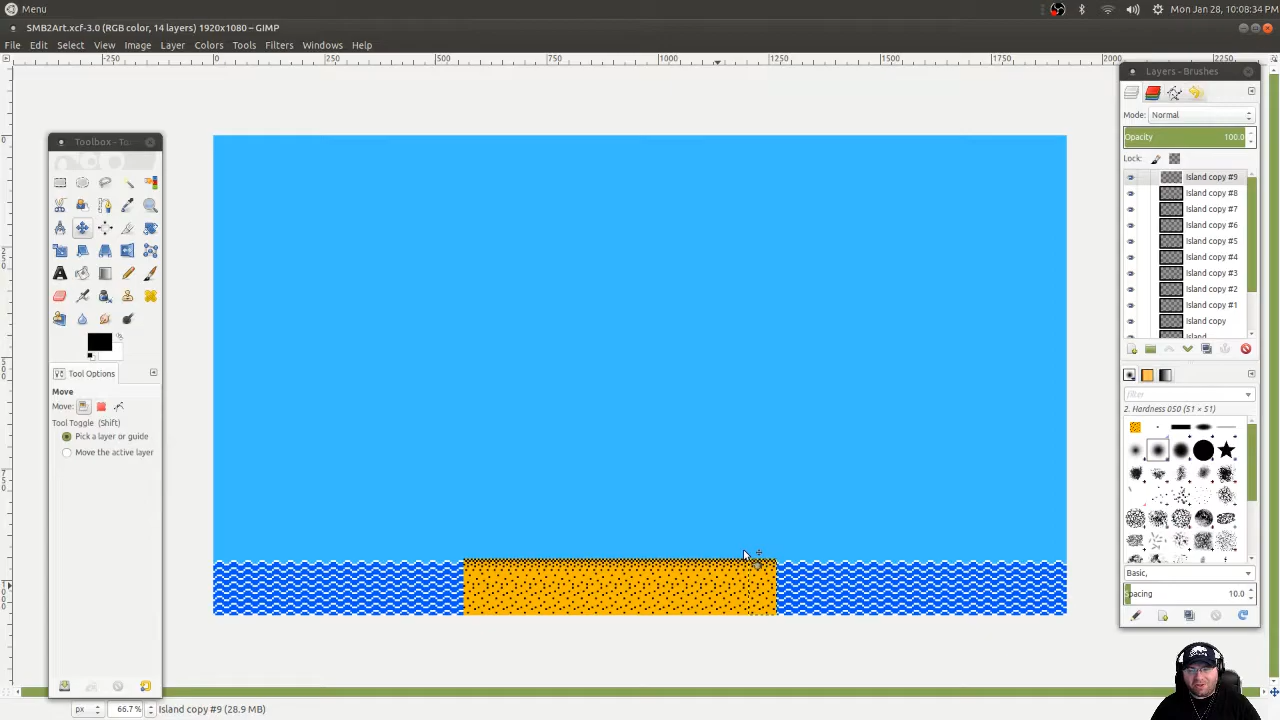 Menu
Mon Jan 28, 10:08:34 PM
SMB2Art.xcf-3.0 (RGB color, 14 layers) 1920x1080 – GIMP
File Edit Select View Image Layer Colors Tools Filters Windows Help
-250 0 250 500 750 1000 1250 1500 1750 2000 2250
Layers - Brushes
Mode: Normal
Opacity 100.0
Lock:
Island copy #9
Island copy #8
Island copy #7
Island copy #6
Island copy #5
Island copy #4
Island copy #3
Island copy #2
Island copy #1
Island copy
Island
filter
2. Hardness 050 (51 × 51)
Basic,
Spacing 10.0
Toolbox - To
Tool Options
Move
Move:
Tool Toggle (Shift)
Pick a layer or guide
Move the active layer
px 66.7 % Island copy #9 (28.9 MB)